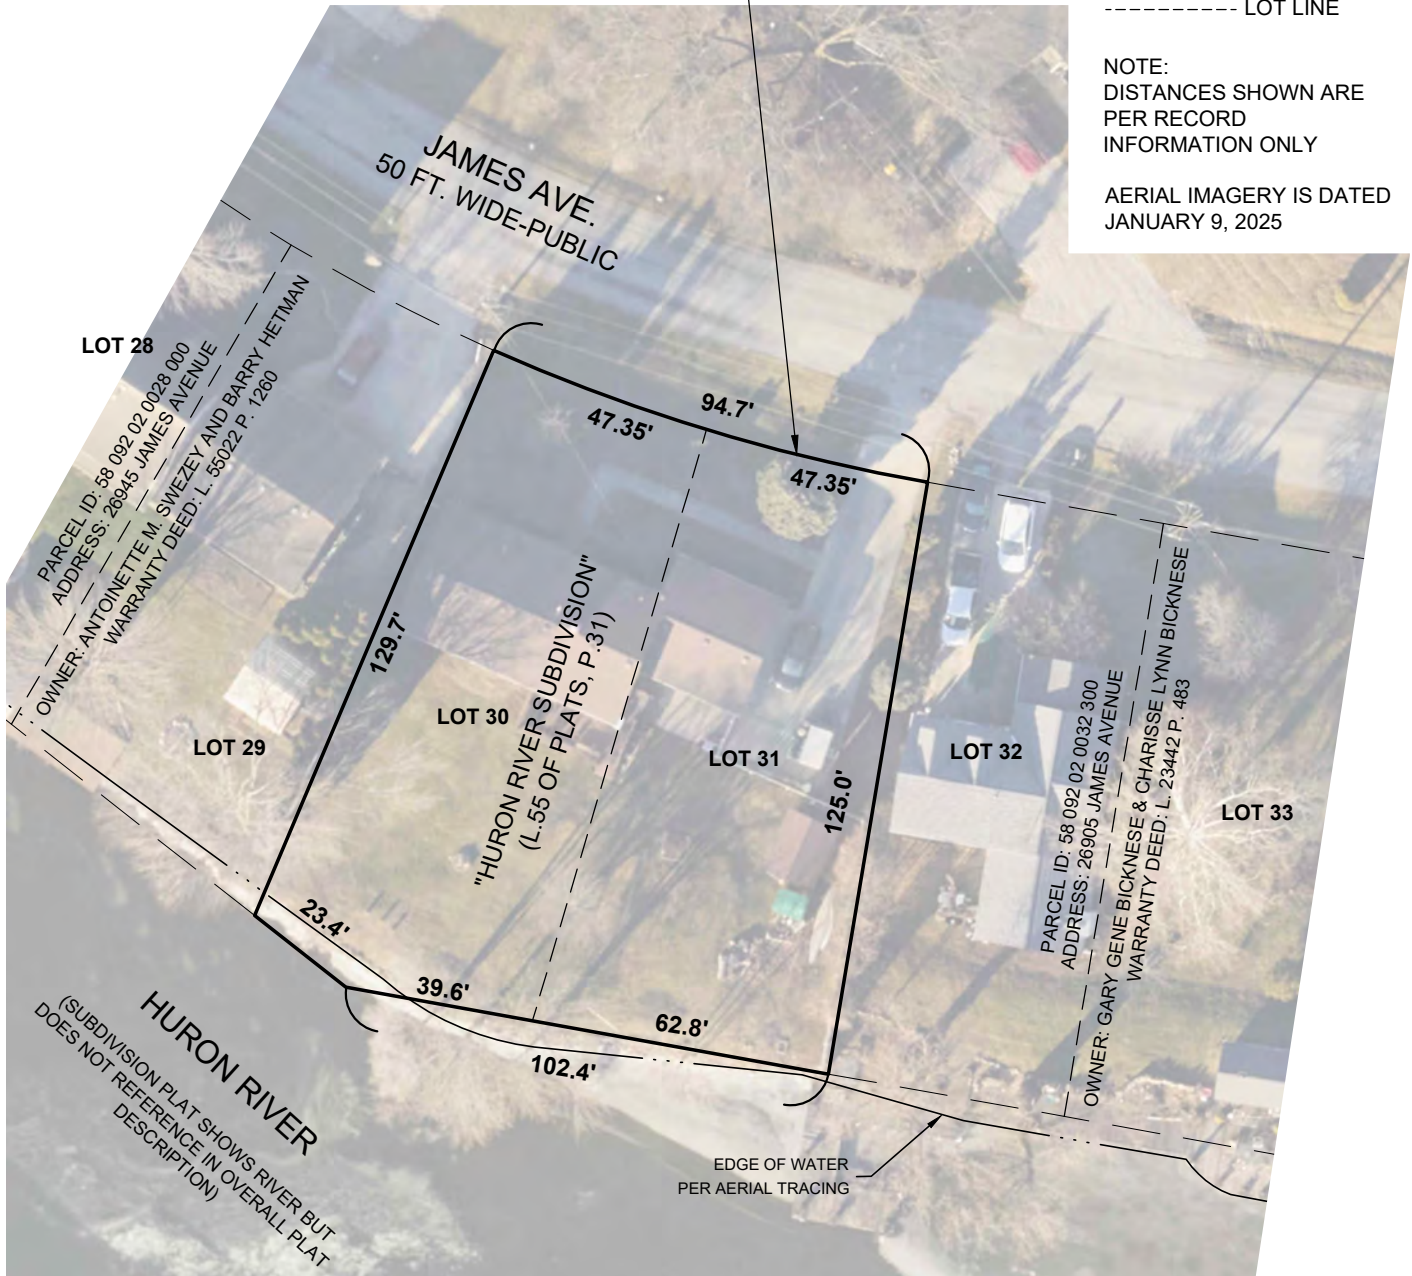 ---------- LOT LINE
NOTE:
DISTANCES SHOWN ARE
PER RECORD
INFORMATION ONLY
AERIAL IMAGERY IS DATED
JANUARY 9, 2025
JAMES AVE.
50 FT. WIDE-PUBLIC
LOT 28
PARCEL ID: 58 092 02 0028 000
ADDRESS: 26945 JAMES AVENUE
OWNER: ANTOINETTE M. SWEZEY AND BARRY HETMAN
WARRANTY DEED: L. 55022 P. 1260
94.7'
47.35'
47.35'
129.7'
"HURON RIVER SUBDIVISION"
(L.55 OF PLATS, P.31)
LOT 29
LOT 30
LOT 31
125.0'
LOT 32
PARCEL ID: 58 092 02 0032 300
ADDRESS: 26905 JAMES AVENUE
OWNER: GARY GENE BICKNESE & CHARISSE LYNN BICKNESE
WARRANTY DEED: L. 23442 P. 483
LOT 33
23.4'
39.6'
62.8'
102.4'
HURON RIVER
(SUBDIVISION PLAT SHOWS RIVER BUT
DOES NOT REFERENCE IN OVERALL PLAT
DESCRIPTION)
EDGE OF WATER
PER AERIAL TRACING